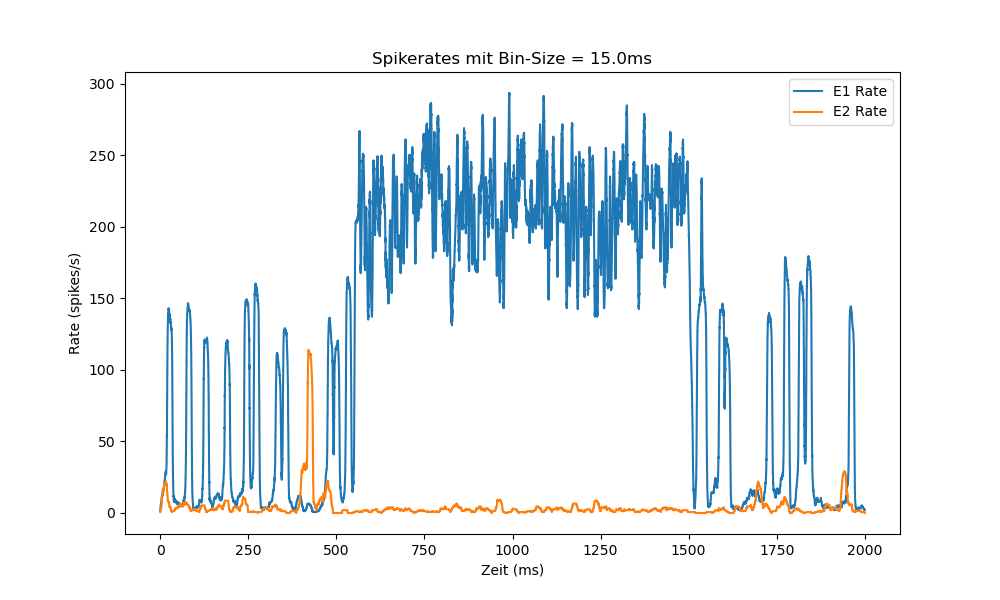 Spikerates mit Bin-Size = 15.0ms
E1 Rate
E2 Rate
Rate (spikes/s)
300
250
200
150
100
50
0
0 250 500 750 1000 1250 1500 1750 2000
Zeit (ms)